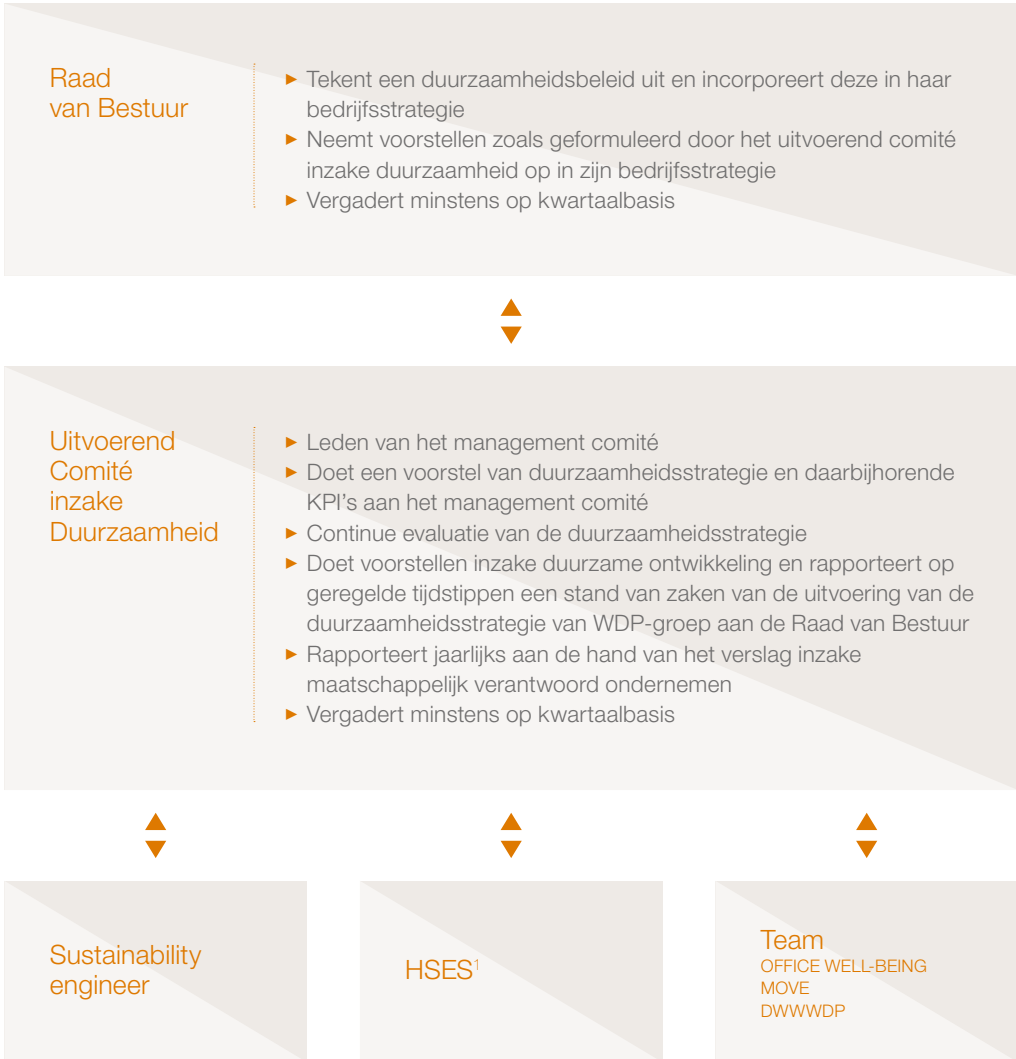 Raad
van Bestuur
► Tekent een duurzaamheidsbeleid uit en incorporeert deze in haar
bedrijfsstrategie
► Neemt voorstellen zoals geformuleerd door het uitvoerend comité
inzake duurzaamheid op in zijn bedrijfsstrategie
► Vergadert minstens op kwartaalbasis
Uitvoerend
Comité
inzake
Duurzaamheid
► Leden van het management comité
► Doet een voorstel van duurzaamheidsstrategie en daarbijhorende
KPI's aan het management comité
► Continue evaluatie van de duurzaamheidsstrategie
► Doet voorstellen inzake duurzame ontwikkeling en rapporteert op
geregelde tijdstippen een stand van zaken van de uitvoering van de
duurzaamheidsstrategie van WDP-groep aan de Raad van Bestuur
► Rapporteert jaarlijks aan de hand van het verslag inzake
maatschappelijk verantwoord ondernemen
► Vergadert minstens op kwartaalbasis
Sustainability
engineer
HSES¹
Team
OFFICE WELL-BEING
MOVE
DWWWDP